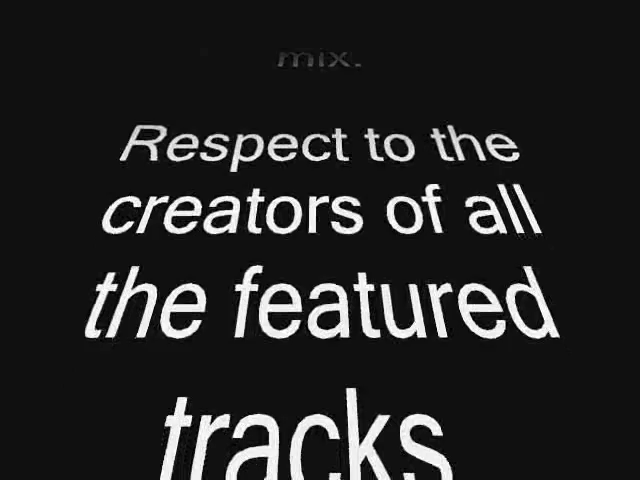 mix.
Respect to the
creators of all
the featured
tracks